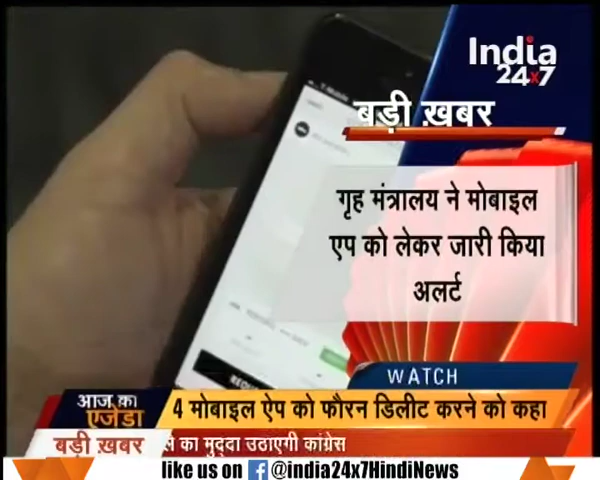 India
24x7
बड़ी ख़बर
गृह मंत्रालय ने मोबाइल
एप को लेकर जारी किया
अलर्ट
WATCH
आज का
एजेंडा
4 मोबाइल ऐप को फौरन डिलीट करने को कहा
बड़ी ख़बर
का मुद्दा उठाएगी कांग्रेस
like us on f @india24x7HindiNews